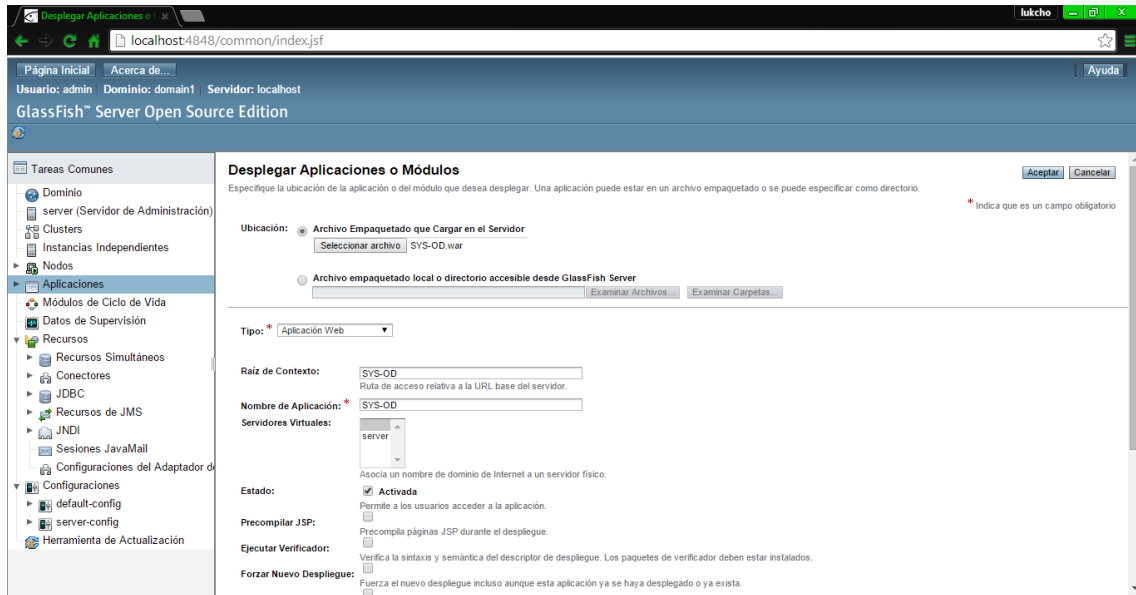 Desplegar Aplicaciones o
lukcho
localhost:4848/common/index.jsf
Página Inicial Acerca de... Ayuda
Usuario: admin Dominio: domain1 Servidor: localhost
GlassFish™ Server Open Source Edition
Tareas Comunes
Dominio
server (Servidor de Administración)
Clusters
Instancias Independientes
Nodos
Aplicaciones
Módulos de Ciclo de Vida
Datos de Supervisión
Recursos
Recursos Simultáneos
Conectores
JDBC
Recursos de JMS
JNDI
Sesiones JavaMail
Configuraciones del Adaptador d
Configuraciones
default-config
server-config
Herramienta de Actualización
Desplegar Aplicaciones o Módulos
Aceptar Cancelar
Especifique la ubicación de la aplicación o del módulo que desea desplegar. Una aplicación puede estar en un archivo empaquetado o se puede especificar como directorio.
* Indica que es un campo obligatorio
Ubicación: Archivo Empaquetado que Cargar en el Servidor
Seleccionar archivo SYS-OD.war
Archivo empaquetado local o directorio accesible desde GlassFish Server
Examinar Archivos... Examinar Carpetas...
Tipo: * Aplicación Web
Raíz de Contexto: SYS-OD
Ruta de acceso relativa a la URL base del servidor.
Nombre de Aplicación: * SYS-OD
Servidores Virtuales:
server
Asocia un nombre de dominio de Internet a un servidor físico.
Estado: Activada
Permite a los usuarios acceder a la aplicación.
Precompilar JSP:
Precompila páginas JSP durante el despliegue.
Ejecutar Verificador:
Verifica la sintaxis y semántica del descriptor de despliegue. Los paquetes de verificador deben estar instalados.
Forzar Nuevo Despliegue:
Fuerza el nuevo despliegue incluso aunque esta aplicación ya se haya desplegado o ya exista.